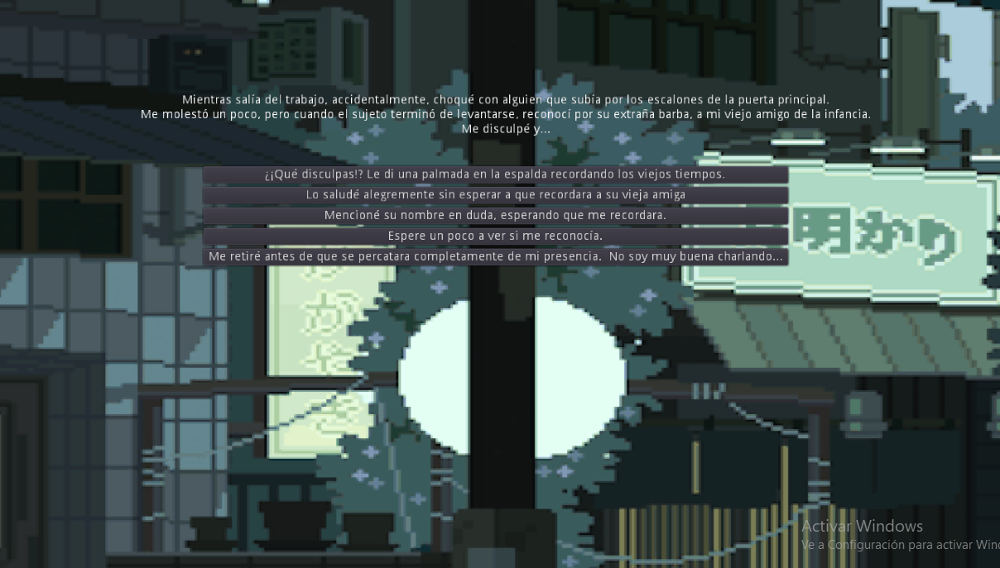 Mientras salía del trabajo, accidentalmente, choqué con alguien que subía por los escalones de la puerta principal.
Me molestó un poco, pero cuando el sujeto terminó de levantarse, reconocí por su extraña barba, a mi viejo amigo de la infancia.
Me disculpé y...
¿¡Qué disculpas!? Le di una palmada en la espalda recordando los viejos tiempos.
Lo saludé alegremente sin esperar a que recordara a su vieja amiga
Mencioné su nombre en duda, esperando que me recordara.
Espere un poco a ver si me reconocía.
Me retiré antes de que se percatara completamente de mi presencia.  No soy muy buena charlando...
明かり
Activar Windows
Ve a Configuración para activar